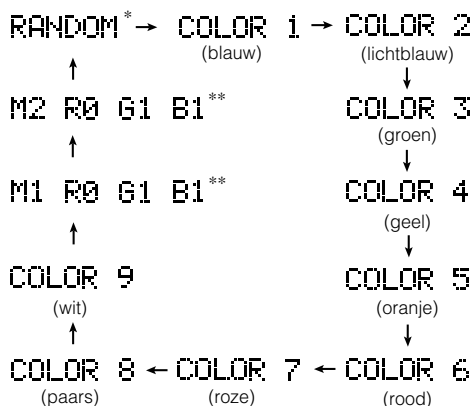 RANDOM* → COLOR 1 → COLOR 2
(blauw) (lichtblauw)
M2 R0 G1 B1** COLOR 3
(groen)
M1 R0 G1 B1** COLOR 4
(geel)
COLOR 9 COLOR 5
(wit) (oranje)
COLOR 8 ← COLOR 7 ← COLOR 6
(paars) (roze) (rood)